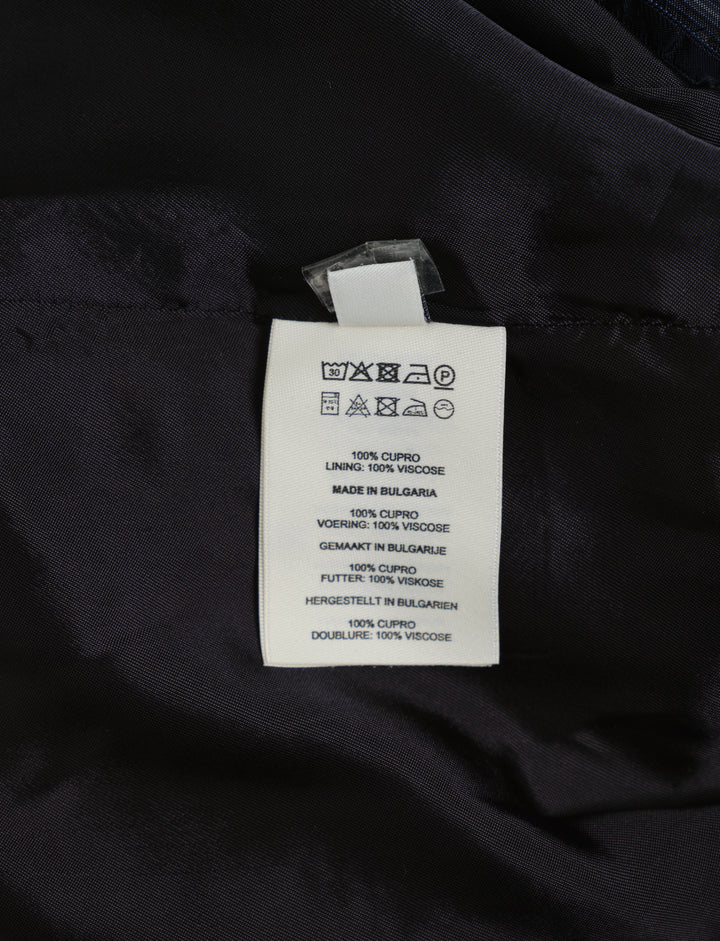 30 P
100% CUPRO
LINING: 100% VISCOSE
MADE IN BULGARIA
100% CUPRO
VOERING: 100% VISCOSE
GEMAAKT IN BULGARIJE
100% CUPRO
FUTTER: 100% VISKOSE
HERGESTELLT IN BULGARIEN
100% CUPRO
DOUBLURE: 100% VISCOSE